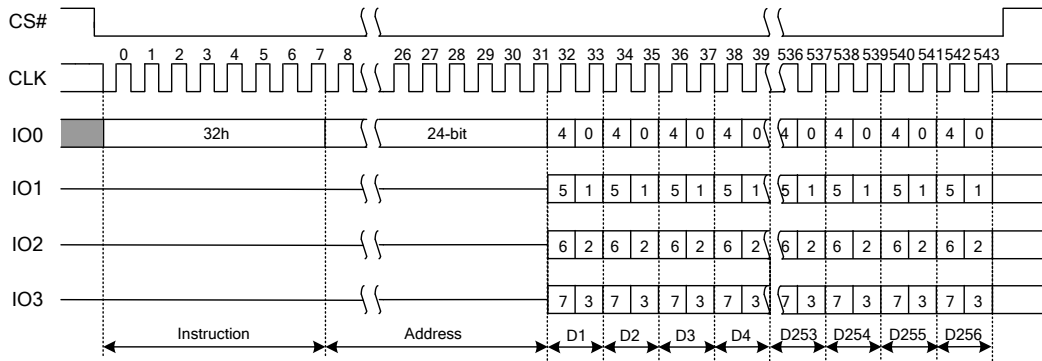 CS#
0 1 2 3 4 5 6 7 8 26 27 28 29 30 31 32 33 34 35 36 37 38 39 536 537 538 539 540 541 542 543
CLK
IO0 32h 24-bit 4 0 4 0 4 0 4 0 4 0 4 0 4 0 4 0
IO1 5 1 5 1 5 1 5 1 5 1 5 1 5 1 5 1
IO2 6 2 6 2 6 2 6 2 6 2 6 2 6 2 6 2
IO3 7 3 7 3 7 3 7 3 7 3 7 3 7 3 7 3
Instruction Address D1 D2 D3 D4 D253 D254 D255 D256